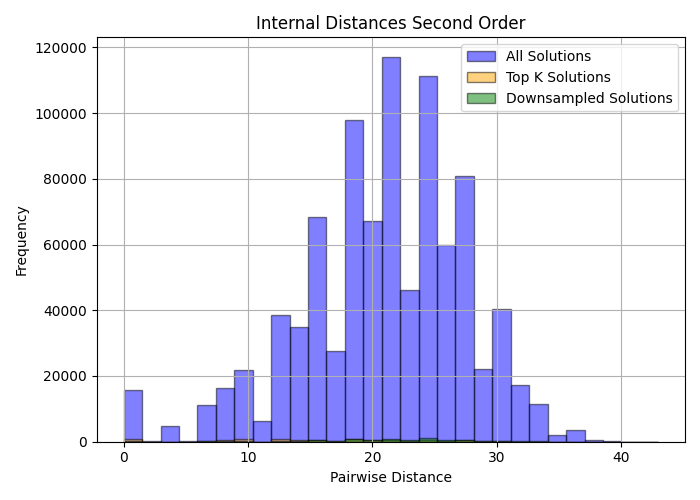 Internal Distances Second Order
120000
100000
80000
60000
40000
20000
0
Frequency
All Solutions
Top K Solutions
Downsampled Solutions
0 10 20 30 40
Pairwise Distance